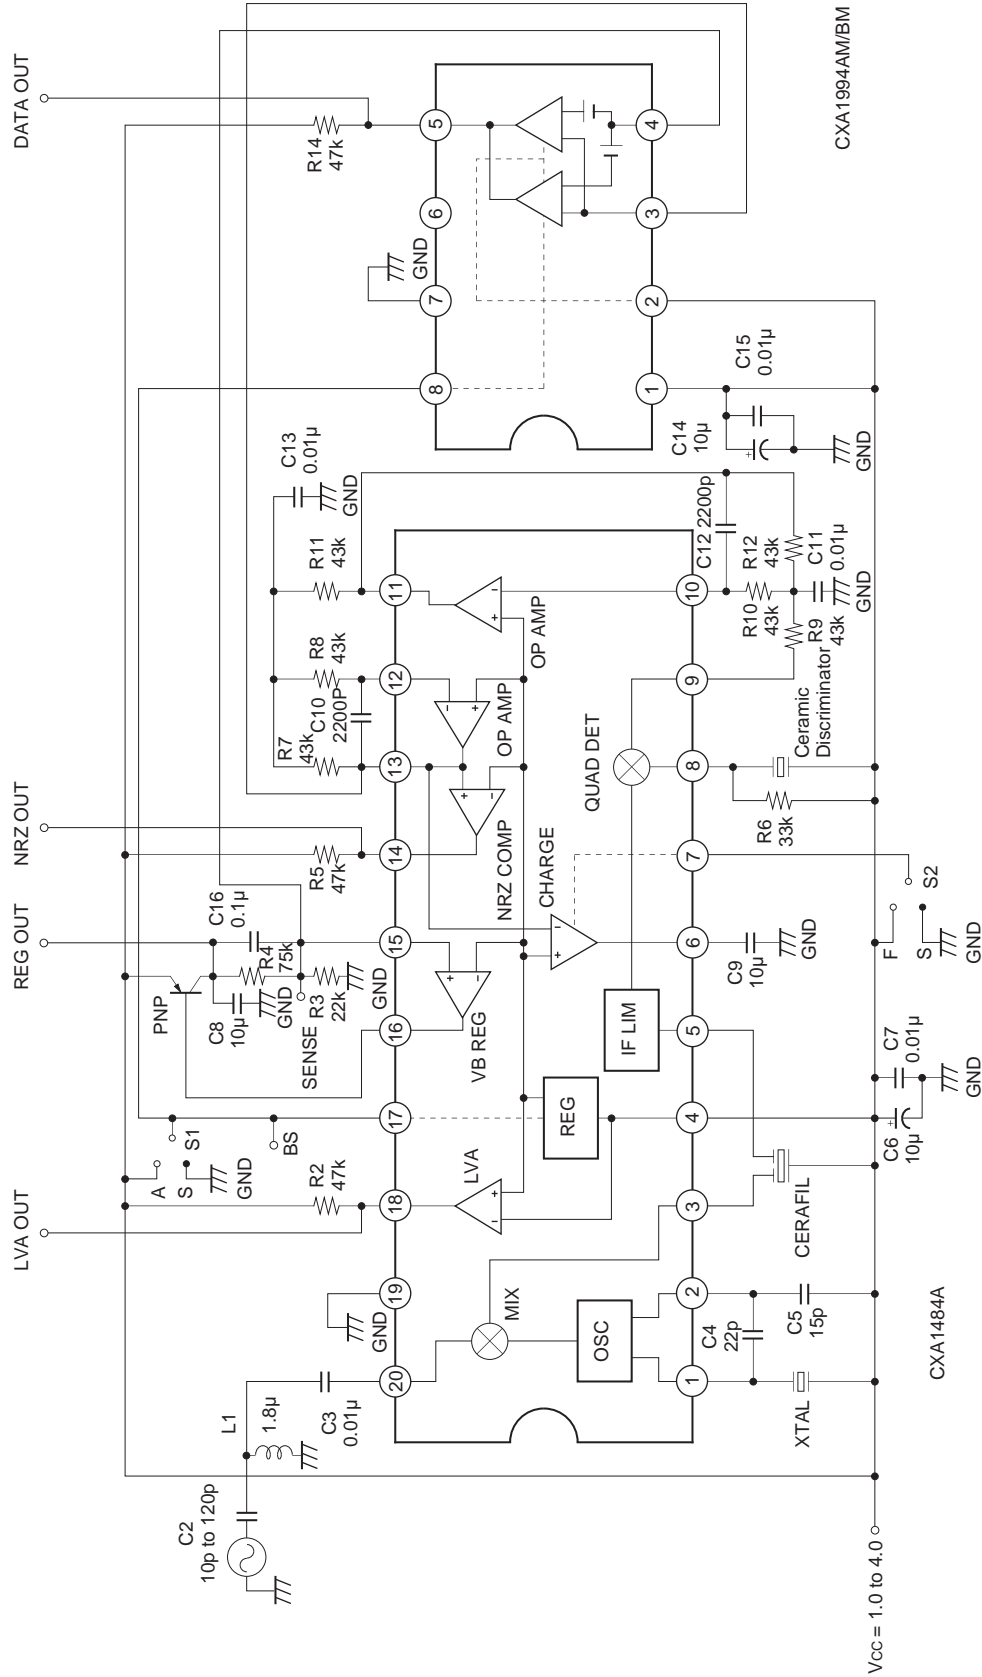 LVA OUT
REG OUT
NRZ OUT
DATA OUT
C2
10p to 120p
L1
1.8µ
C3
0.01µ
GND
A
S
S1
GND
BS
R2
47k
PNP
C8
10µ
GND
SENSE
R3
22k
GND
R4
75k
C16
0.1µ
R5
47k
R7
43k
C10
2200P
R8
43k
R11
43k
C13
0.01µ
GND
R14
47k
GND
20
19
18
17
16
15
14
13
12
11
8
7
6
5
MIX
OSC
LVA
+
−
REG
VB REG
+
−
IF LIM
CHARGE
−
+
NRZ COMP
+
−
OP AMP
−
+
OP AMP
+
−
QUAD DET
1
2
3
4
5
6
7
8
9
10
1
2
3
4
XTAL
C4
22p
C5
15p
CERAFIL
C6
10µ
+
C7
0.01µ
GND
C9
10µ
GND
F
S
S2
GND
R6
33k
Ceramic
Discriminator
R9
43k
R10
43k
R12
43k
C11
0.01µ
GND
C12 2200p
C14
10µ
+
C15
0.01µ
GND
VCC = 1.0 to 4.0
CXA1484A
CXA1994AM/BM